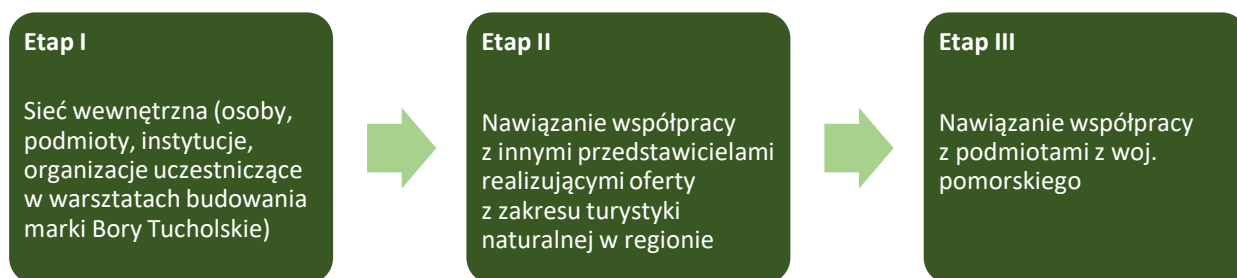 Etap I
Sieć wewnętrzna (osoby,
podmioty, instytucje,
organizacje uczestniczące
w warsztatach budowania
marki Bory Tucholskie)
Etap II
Nawiązanie współpracy
z innymi przedstawicielami
realizującymi oferty
z zakresu turystyki
naturalnej w regionie
Etap III
Nawiązanie współpracy
z podmiotami z woj.
pomorskiego